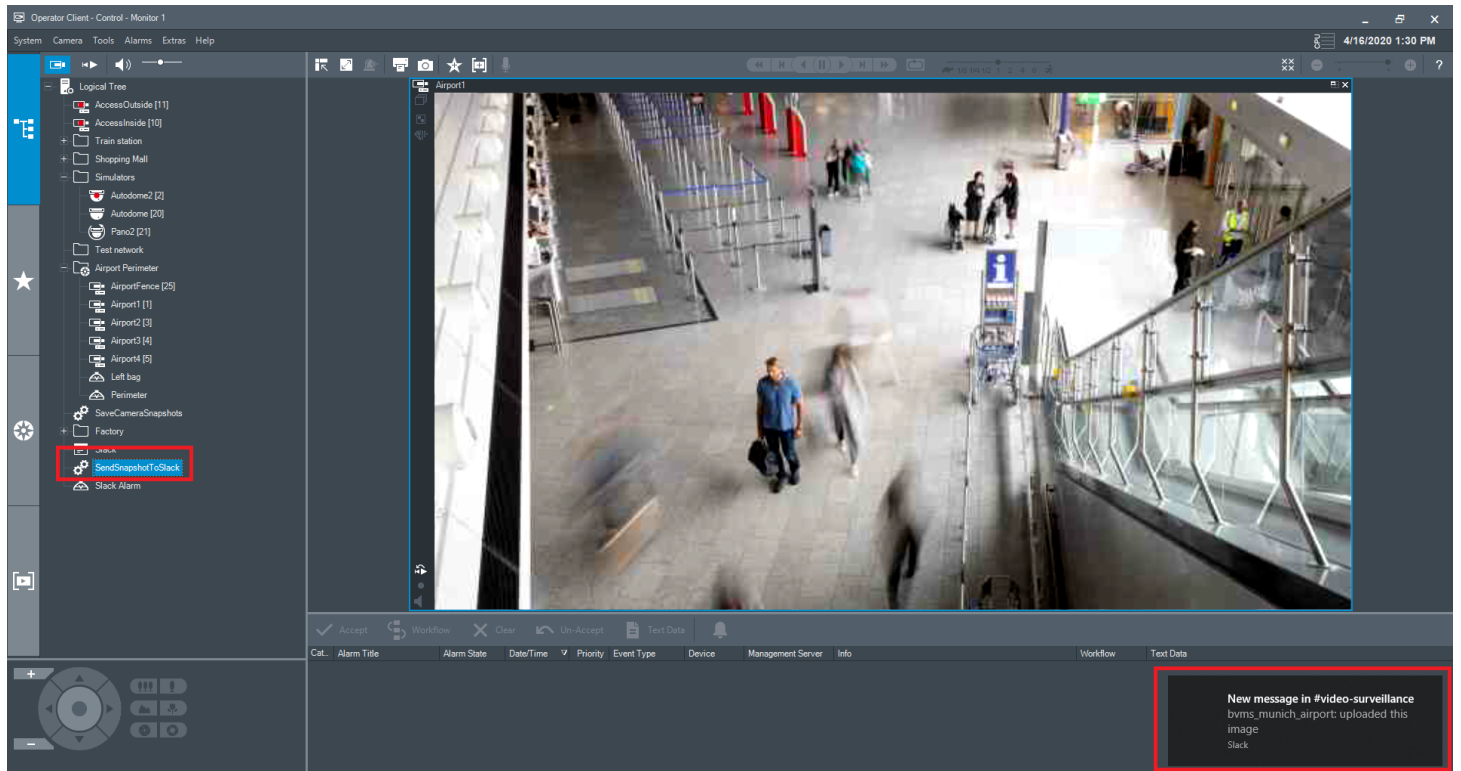 Operator Client - Control - Monitor 1
System Camera Tools Alarms Extras Help
4/16/2020 1:30 PM
?
Logical Tree
AccessOutside [11]
AccessInside [10]
Train station
Shopping Mall
Simulators
Autodome2 [2]
Autodome [20]
Pano2 [21]
Test network
Airport Perimeter
AirportFence [25]
Airport1 [1]
Airport2 [3]
Airport3 [4]
Airport4 [5]
Left bag
Perimeter
SaveCameraSnapshots
Factory
Slack
SendSnapshotToSlack
Slack Alarm
Airport1
i
Accept Workflow Clear Un-Accept Text Data
Cat.. Alarm Title Alarm State Date/Time Priority Event Type Device Management Server Info Workflow Text Data
New message in #video-surveillance
bvms_munich_airport: uploaded this
image
Slack